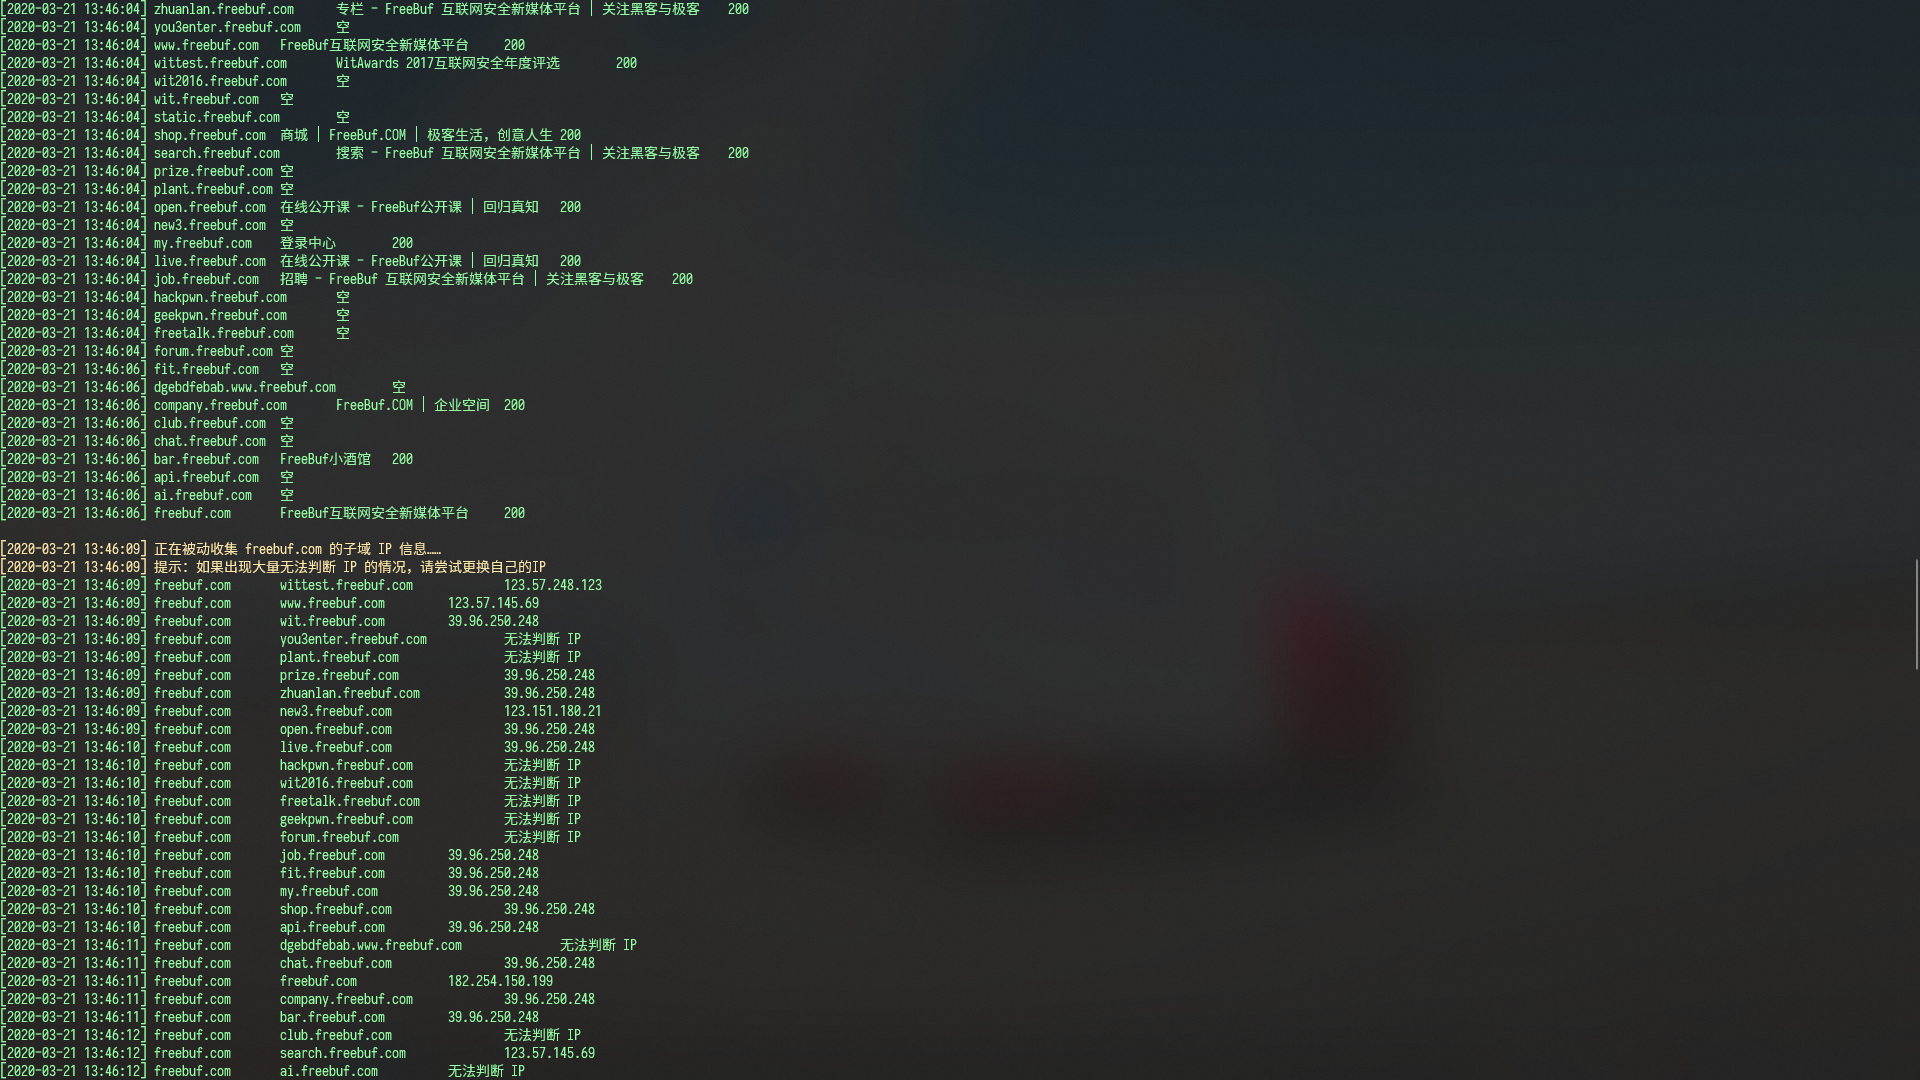 [2020-03-21 13:46:04] zhuanlan.freebuf.com 专栏 - FreeBuf 互联网安全新媒体平台 | 关注黑客与极客 200
[2020-03-21 13:46:04] you3enter.freebuf.com 空
[2020-03-21 13:46:04] www.freebuf.com FreeBuf互联网安全新媒体平台 200
[2020-03-21 13:46:04] wittest.freebuf.com WitAwards 2017互联网安全年度评选 200
[2020-03-21 13:46:04] wit2016.freebuf.com 空
[2020-03-21 13:46:04] wit.freebuf.com 空
[2020-03-21 13:46:04] static.freebuf.com 空
[2020-03-21 13:46:04] shop.freebuf.com 商城 | FreeBuf.COM | 极客生活，创意人生 200
[2020-03-21 13:46:04] search.freebuf.com 搜索 - FreeBuf 互联网安全新媒体平台 | 关注黑客与极客 200
[2020-03-21 13:46:04] prize.freebuf.com 空
[2020-03-21 13:46:04] plant.freebuf.com 空
[2020-03-21 13:46:04] open.freebuf.com 在线公开课 - FreeBuf公开课 | 回归真知 200
[2020-03-21 13:46:04] new3.freebuf.com 空
[2020-03-21 13:46:04] my.freebuf.com 登录中心 200
[2020-03-21 13:46:04] live.freebuf.com 在线公开课 - FreeBuf公开课 | 回归真知 200
[2020-03-21 13:46:04] job.freebuf.com 招聘 - FreeBuf 互联网安全新媒体平台 | 关注黑客与极客 200
[2020-03-21 13:46:04] hackpwn.freebuf.com 空
[2020-03-21 13:46:04] geekpwn.freebuf.com 空
[2020-03-21 13:46:04] freetalk.freebuf.com 空
[2020-03-21 13:46:04] forum.freebuf.com 空
[2020-03-21 13:46:06] fit.freebuf.com 空
[2020-03-21 13:46:06] dgebdfebab.www.freebuf.com 空
[2020-03-21 13:46:06] company.freebuf.com FreeBuf.COM | 企业空间 200
[2020-03-21 13:46:06] club.freebuf.com 空
[2020-03-21 13:46:06] chat.freebuf.com 空
[2020-03-21 13:46:06] bar.freebuf.com FreeBuf小酒馆 200
[2020-03-21 13:46:06] api.freebuf.com 空
[2020-03-21 13:46:06] ai.freebuf.com 空
[2020-03-21 13:46:06] freebuf.com FreeBuf互联网安全新媒体平台 200
[2020-03-21 13:46:09] 正在被动收集 freebuf.com 的子域 IP 信息……
[2020-03-21 13:46:09] 提示：如果出现大量无法判断 IP 的情况，请尝试更换自己的IP
[2020-03-21 13:46:09] freebuf.com wittest.freebuf.com 123.57.248.123
[2020-03-21 13:46:09] freebuf.com www.freebuf.com 123.57.145.69
[2020-03-21 13:46:09] freebuf.com wit.freebuf.com 39.96.250.248
[2020-03-21 13:46:09] freebuf.com you3enter.freebuf.com 无法判断 IP
[2020-03-21 13:46:09] freebuf.com plant.freebuf.com 无法判断 IP
[2020-03-21 13:46:09] freebuf.com prize.freebuf.com 39.96.250.248
[2020-03-21 13:46:09] freebuf.com zhuanlan.freebuf.com 39.96.250.248
[2020-03-21 13:46:09] freebuf.com new3.freebuf.com 123.151.180.21
[2020-03-21 13:46:09] freebuf.com open.freebuf.com 39.96.250.248
[2020-03-21 13:46:10] freebuf.com live.freebuf.com 39.96.250.248
[2020-03-21 13:46:10] freebuf.com hackpwn.freebuf.com 无法判断 IP
[2020-03-21 13:46:10] freebuf.com wit2016.freebuf.com 无法判断 IP
[2020-03-21 13:46:10] freebuf.com freetalk.freebuf.com 无法判断 IP
[2020-03-21 13:46:10] freebuf.com geekpwn.freebuf.com 无法判断 IP
[2020-03-21 13:46:10] freebuf.com forum.freebuf.com 无法判断 IP
[2020-03-21 13:46:10] freebuf.com job.freebuf.com 39.96.250.248
[2020-03-21 13:46:10] freebuf.com fit.freebuf.com 39.96.250.248
[2020-03-21 13:46:10] freebuf.com my.freebuf.com 39.96.250.248
[2020-03-21 13:46:10] freebuf.com shop.freebuf.com 39.96.250.248
[2020-03-21 13:46:10] freebuf.com api.freebuf.com 39.96.250.248
[2020-03-21 13:46:11] freebuf.com dgebdfebab.www.freebuf.com 无法判断 IP
[2020-03-21 13:46:11] freebuf.com chat.freebuf.com 39.96.250.248
[2020-03-21 13:46:11] freebuf.com freebuf.com 182.254.150.199
[2020-03-21 13:46:11] freebuf.com company.freebuf.com 39.96.250.248
[2020-03-21 13:46:11] freebuf.com bar.freebuf.com 39.96.250.248
[2020-03-21 13:46:12] freebuf.com club.freebuf.com 无法判断 IP
[2020-03-21 13:46:12] freebuf.com search.freebuf.com 123.57.145.69
[2020-03-21 13:46:12] freebuf.com ai.freebuf.com 无法判断 IP